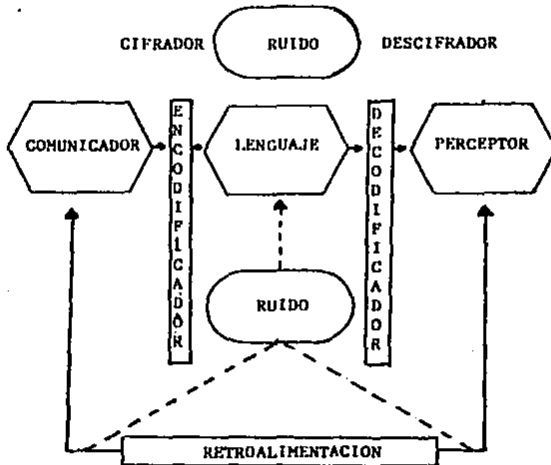 CIFRADOR RUIDO DESCIFRADOR
COMUNICADOR
ENCODIFICADOR
LENGUAJE
DECODIFICADOR
PERCEPTOR
RUIDO
RETROALIMENTACION